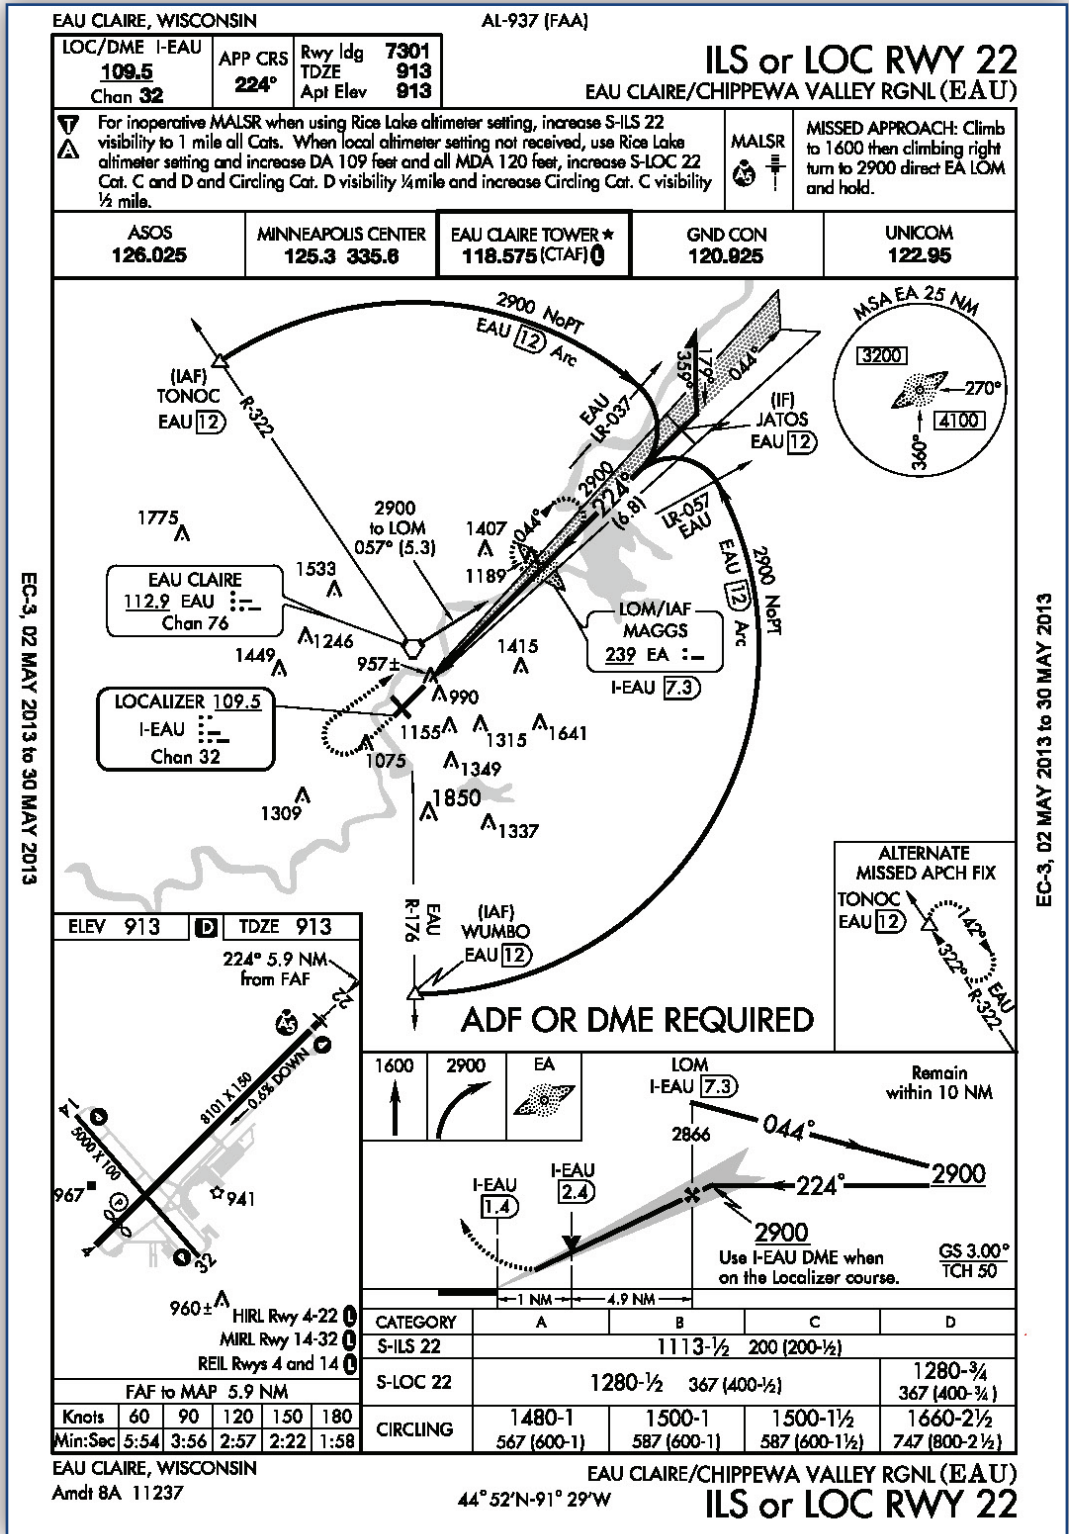 EAU CLAIRE, WISCONSIN
AL-937 (FAA)
LOC/DME I-EAU
109.5
Chan 32
APP CRS
224°
Rwy ldg 7301
TDZE 913
Apt Elev 913
ILS or LOC RWY 22
EAU CLAIRE/CHIPPEWA VALLEY RGNL (EAU)
T
A
For inoperative MALSR when using Rice Lake altimeter setting, increase S-ILS 22
visibility to 1 mile all Cats. When local altimeter setting not received, use Rice Lake
altimeter setting and increase DA 109 feet and all MDA 120 feet, increase S-LOC 22
Cat. C and D and Circling Cat. D visibility ¼ mile and increase Circling Cat. C visibility
½ mile.
MALSR
A5
MISSED APPROACH: Climb
to 1600 then climbing right
turn to 2900 direct EA LOM
and hold.
ASOS
126.025
MINNEAPOLIS CENTER
125.3 335.6
EAU CLAIRE TOWER ★
118.575 (CTAF) L
GND CON
120.925
UNICOM
122.95
2900 NoPT
EAU 12 Arc
(IAF)
TONOC
EAU 12
R-322
EAU
LR-037
359°
179°
044°
(IF)
JATOS
EAU 12
MSA EA 25 NM
3200
270°
4100
360°
2900
224°
(6.8)
LR-057
EAU
2900
to LOM
057° (5.3)
044°
1775
1407
1189
1533
EAU CLAIRE
112.9 EAU
Chan 76
1246
1449
957±
1415
LOM/IAF
MAGGS
239 EA
I-EAU 7.3
2900 NoPT
EAU 12 Arc
990
LOCALIZER 109.5
I-EAU
Chan 32
1155
1315
1641
1075
1349
1309
1850
1337
EAU
R-176
(IAF)
WUMBO
EAU 12
ALTERNATE
MISSED APCH FIX
TONOC
EAU 12
142°
322°
EAU
R-322
ADF OR DME REQUIRED
EC-3, 02 MAY 2013 to 30 MAY 2013
EC-3, 02 MAY 2013 to 30 MAY 2013
ELEV 913
D
TDZE 913
224° 5.9 NM
from FAF
22
A5
8101 X 150
0.6% DOWN
14
5000 X 100
967
P
941
4
32
960±
HIRL Rwy 4-22 L
MIRL Rwy 14-32 L
REIL Rwys 4 and 14 L
FAF to MAP 5.9 NM
Knots 60 90 120 150 180
Min:Sec 5:54 3:56 2:57 2:22 1:58
1600
2900
EA
LOM
I-EAU 7.3
Remain
within 10 NM
2866
044°
2900
224°
I-EAU
2.4
I-EAU
1.4
2900
Use I-EAU DME when
on the Localizer course.
GS 3.00°
TCH 50
1 NM
4.9 NM
CATEGORY A B C D
S-ILS 22 1113-½ 200 (200-½)
S-LOC 22 1280-½ 367 (400-½) 1280-¾ 367 (400-¾)
CIRCLING 1480-1 1500-1 1500-1½ 1660-2½
567 (600-1) 587 (600-1) 587 (600-1½) 747 (800-2½)
EAU CLAIRE, WISCONSIN
Amdt 8A 11237
44°52'N-91°29'W
EAU CLAIRE/CHIPPEWA VALLEY RGNL (EAU)
ILS or LOC RWY 22